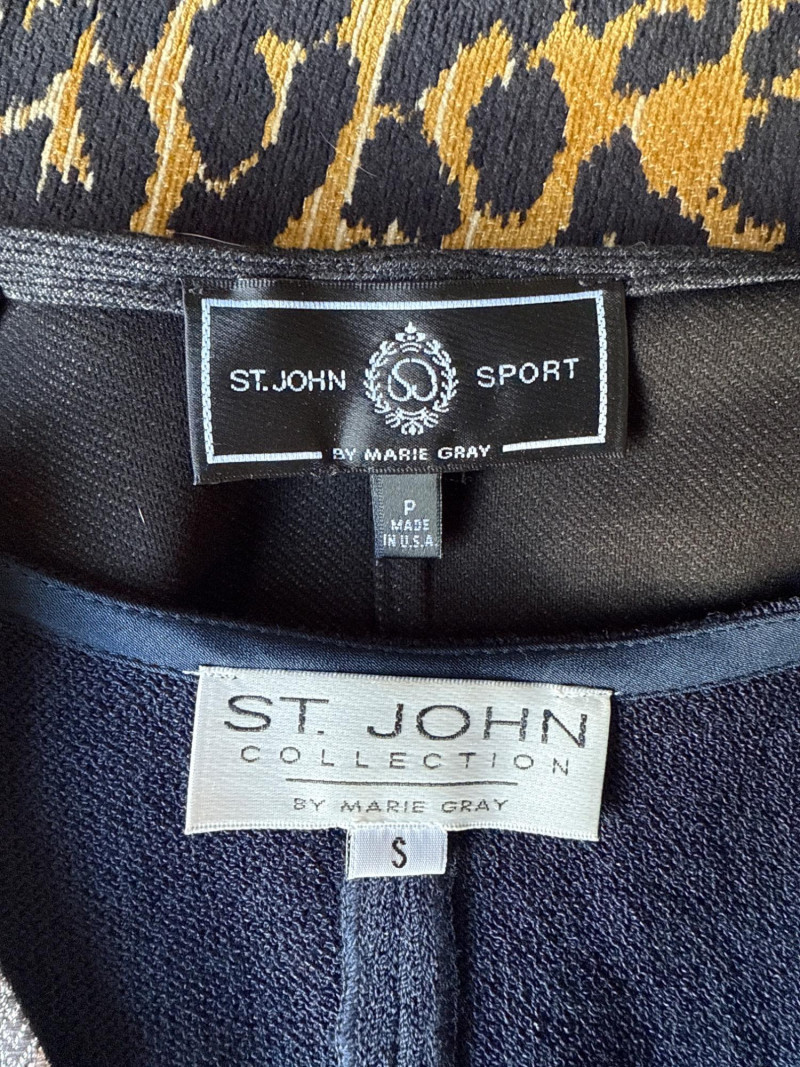 ST. JOHN SPORT
BY MARIE GRAY
P
MADE
IN U.S.A.
ST. JOHN
COLLECTION
BY MARIE GRAY
S